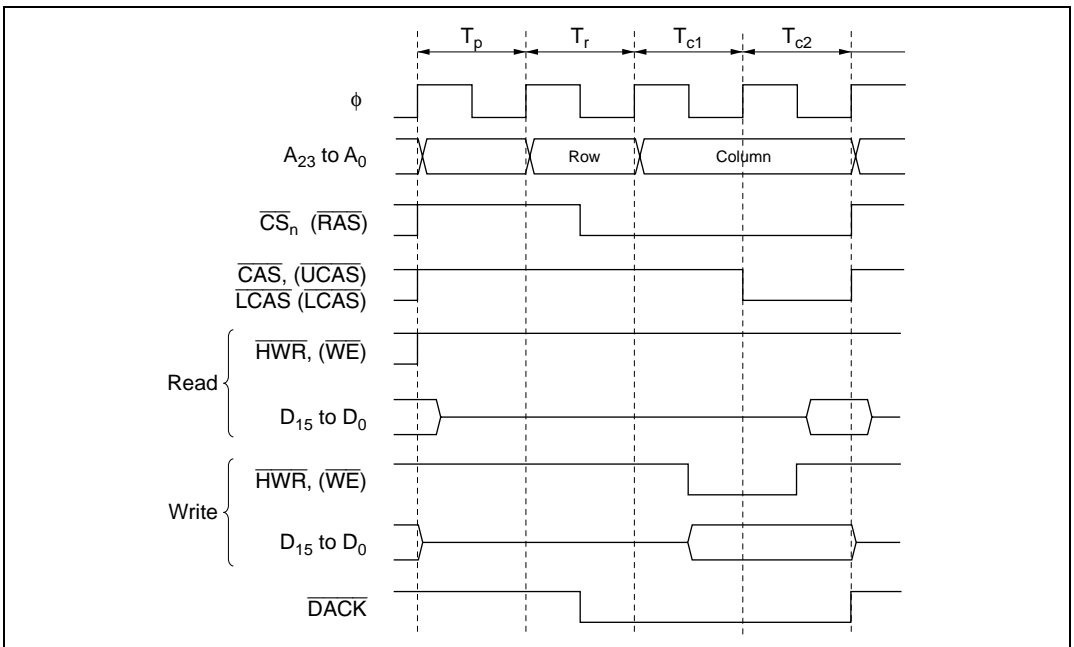 Tp Tr Tc1 Tc2
ϕ
A23 to A0 Row Column
CSn (RAS)
CAS, (UCAS)
LCAS (LCAS)
Read
HWR, (WE)
D15 to D0
Write
HWR, (WE)
D15 to D0
DACK